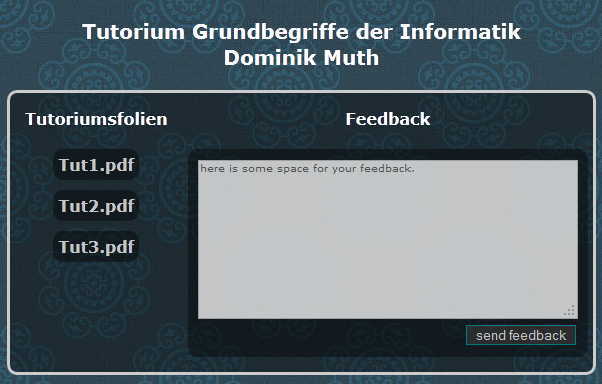 Tutorium Grundbegriffe der Informatik
Dominik Muth
Tutoriumsfolien
Tut1.pdf
Tut2.pdf
Tut3.pdf
Feedback
here is some space for your feedback.
send feedback